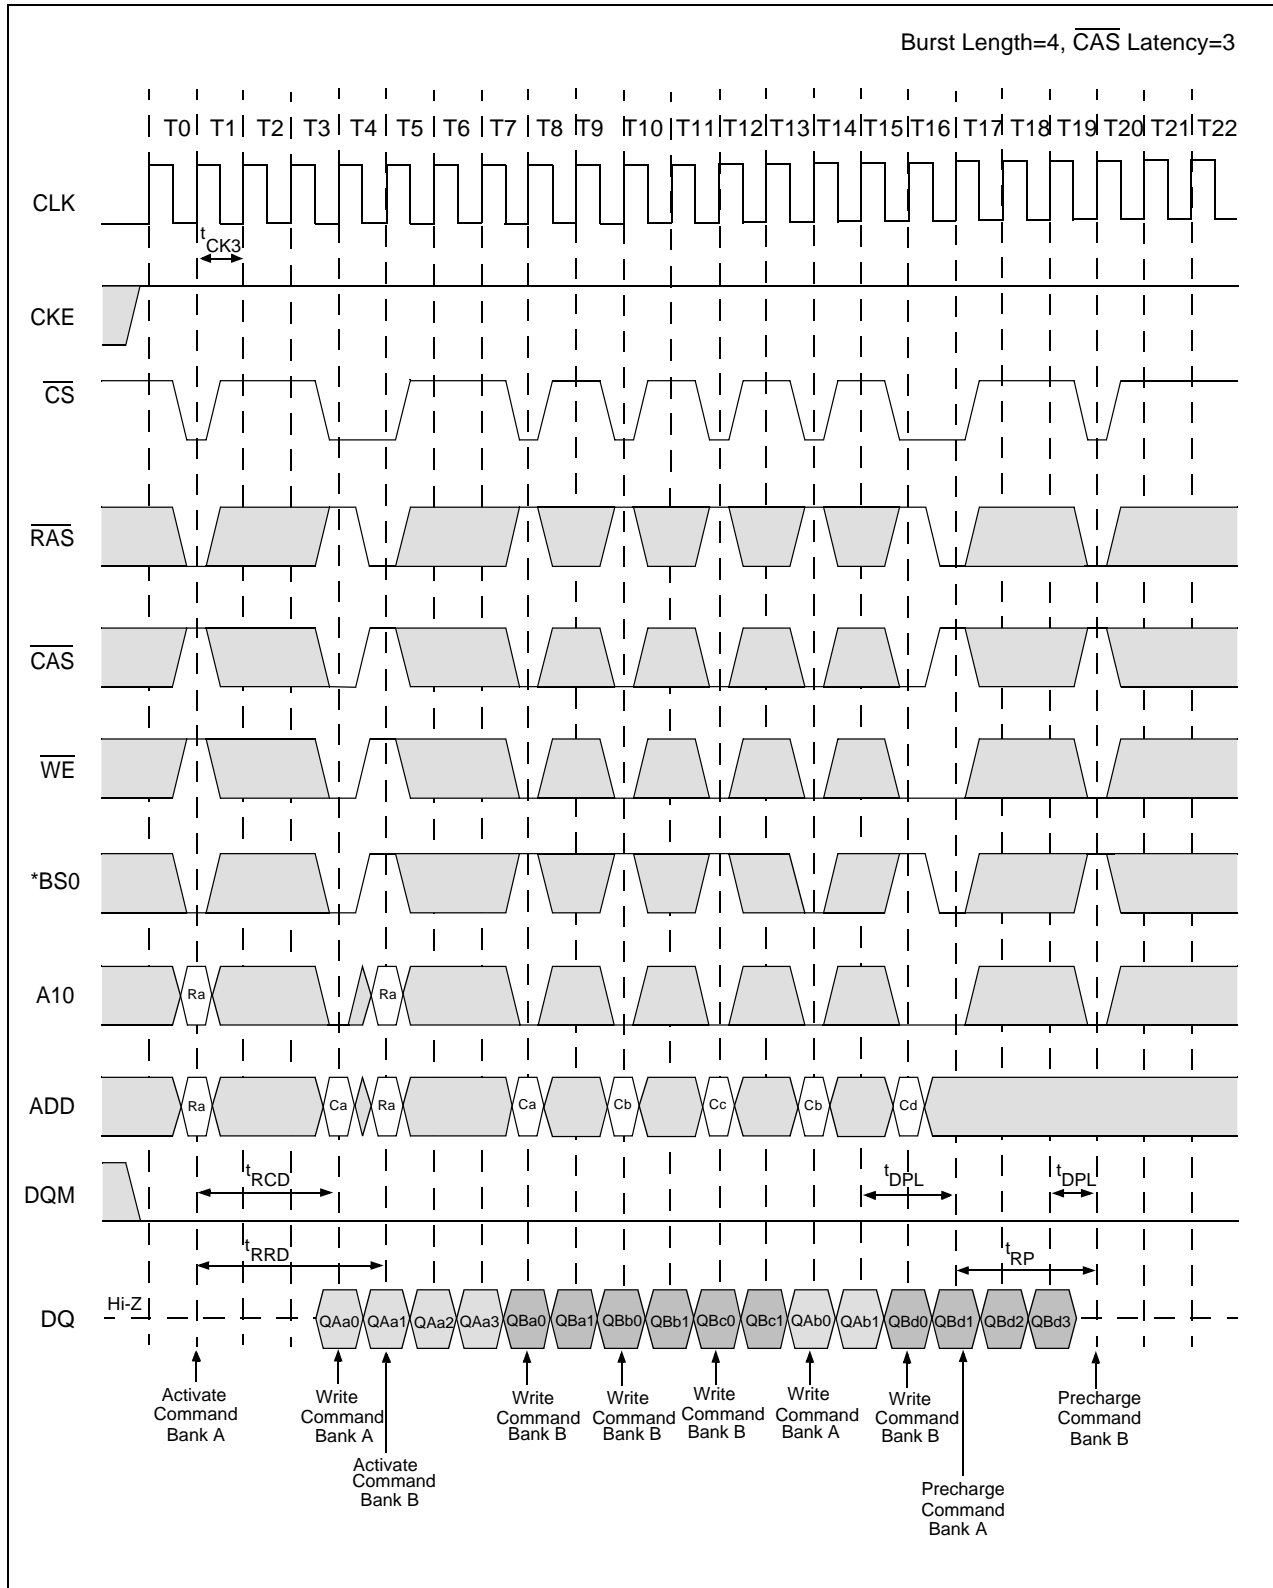 Burst Length=4, CAS Latency=3
T0 T1 T2 T3 T4 T5 T6 T7 T8 T9 T10 T11 T12 T13 T14 T15 T16 T17 T18 T19 T20 T21 T22
CLK
tCK3
CKE
CS
RAS
CAS
WE
*BS0
A10
Ra Ra
ADD
Ra Ca Ra Ca Cb Cc Cb Cd
DQM
tRCD tDPL tDPL
tRRD tRP
DQ
Hi-Z
QAa0 QAa1 QAa2 QAa3 QBa0 QBa1 QBb0 QBb1 QBc0 QBc1 QAb0 QAb1 QBd0 QBd1 QBd2 QBd3
Activate
Command
Bank A
Write
Command
Bank A
Activate
Command
Bank B
Write
Command
Bank B
Write
Command
Bank B
Write
Command
Bank B
Write
Command
Bank A
Write
Command
Bank B
Precharge
Command
Bank A
Precharge
Command
Bank B